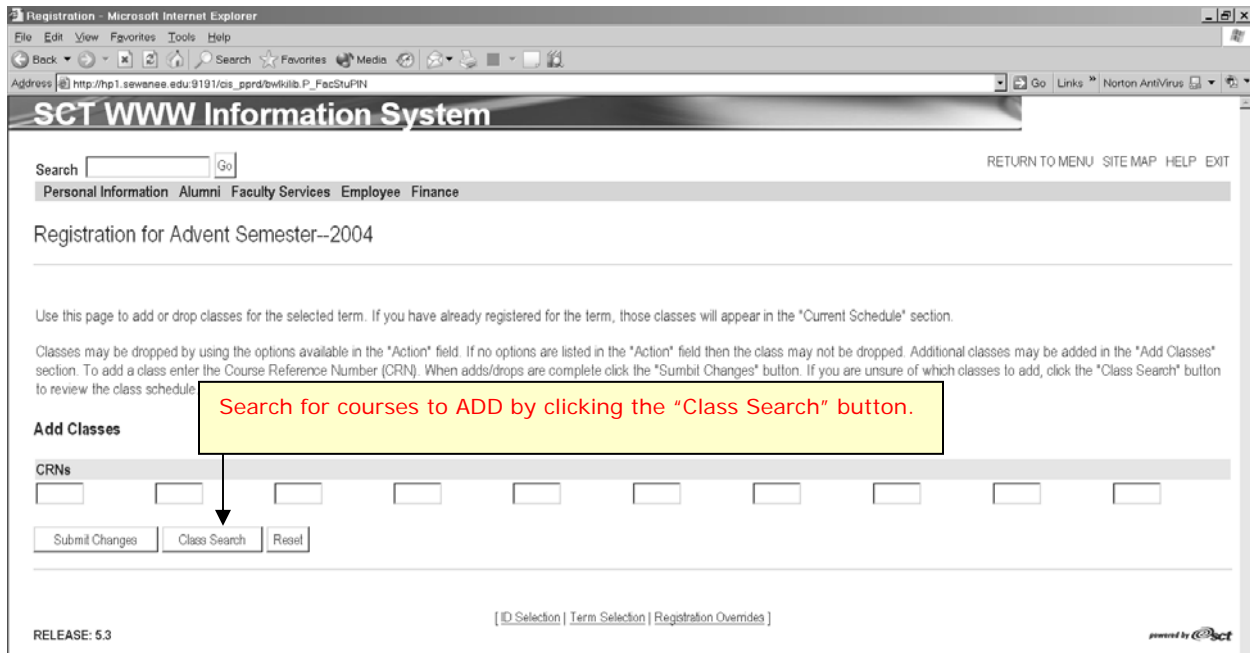 Registration - Microsoft Internet Explorer
File Edit View Favorites Tools Help
Back Search Favorites Media
Address http://hp1.sewanee.edu:9191/cis_pprd/bwlkilib.P_FacStuPIN Go Links » Norton AntiVirus
SCT WWW Information System
Search Go RETURN TO MENU SITE MAP HELP EXIT
Personal Information Alumni Faculty Services Employee Finance
Registration for Advent Semester--2004
Use this page to add or drop classes for the selected term. If you have already registered for the term, those classes will appear in the "Current Schedule" section.
Classes may be dropped by using the options available in the "Action" field. If no options are listed in the "Action" field then the class may not be dropped. Additional classes may be added in the "Add Classes"
section. To add a class enter the Course Reference Number (CRN). When adds/drops are complete click the "Sumbit Changes" button. If you are unsure of which classes to add, click the "Class Search" button
to review the class schedule.
Search for courses to ADD by clicking the “Class Search” button.
Add Classes
CRNs
Submit Changes Class Search Reset
[ ID Selection | Term Selection | Registration Overrides ]
RELEASE: 5.3 powered by sct